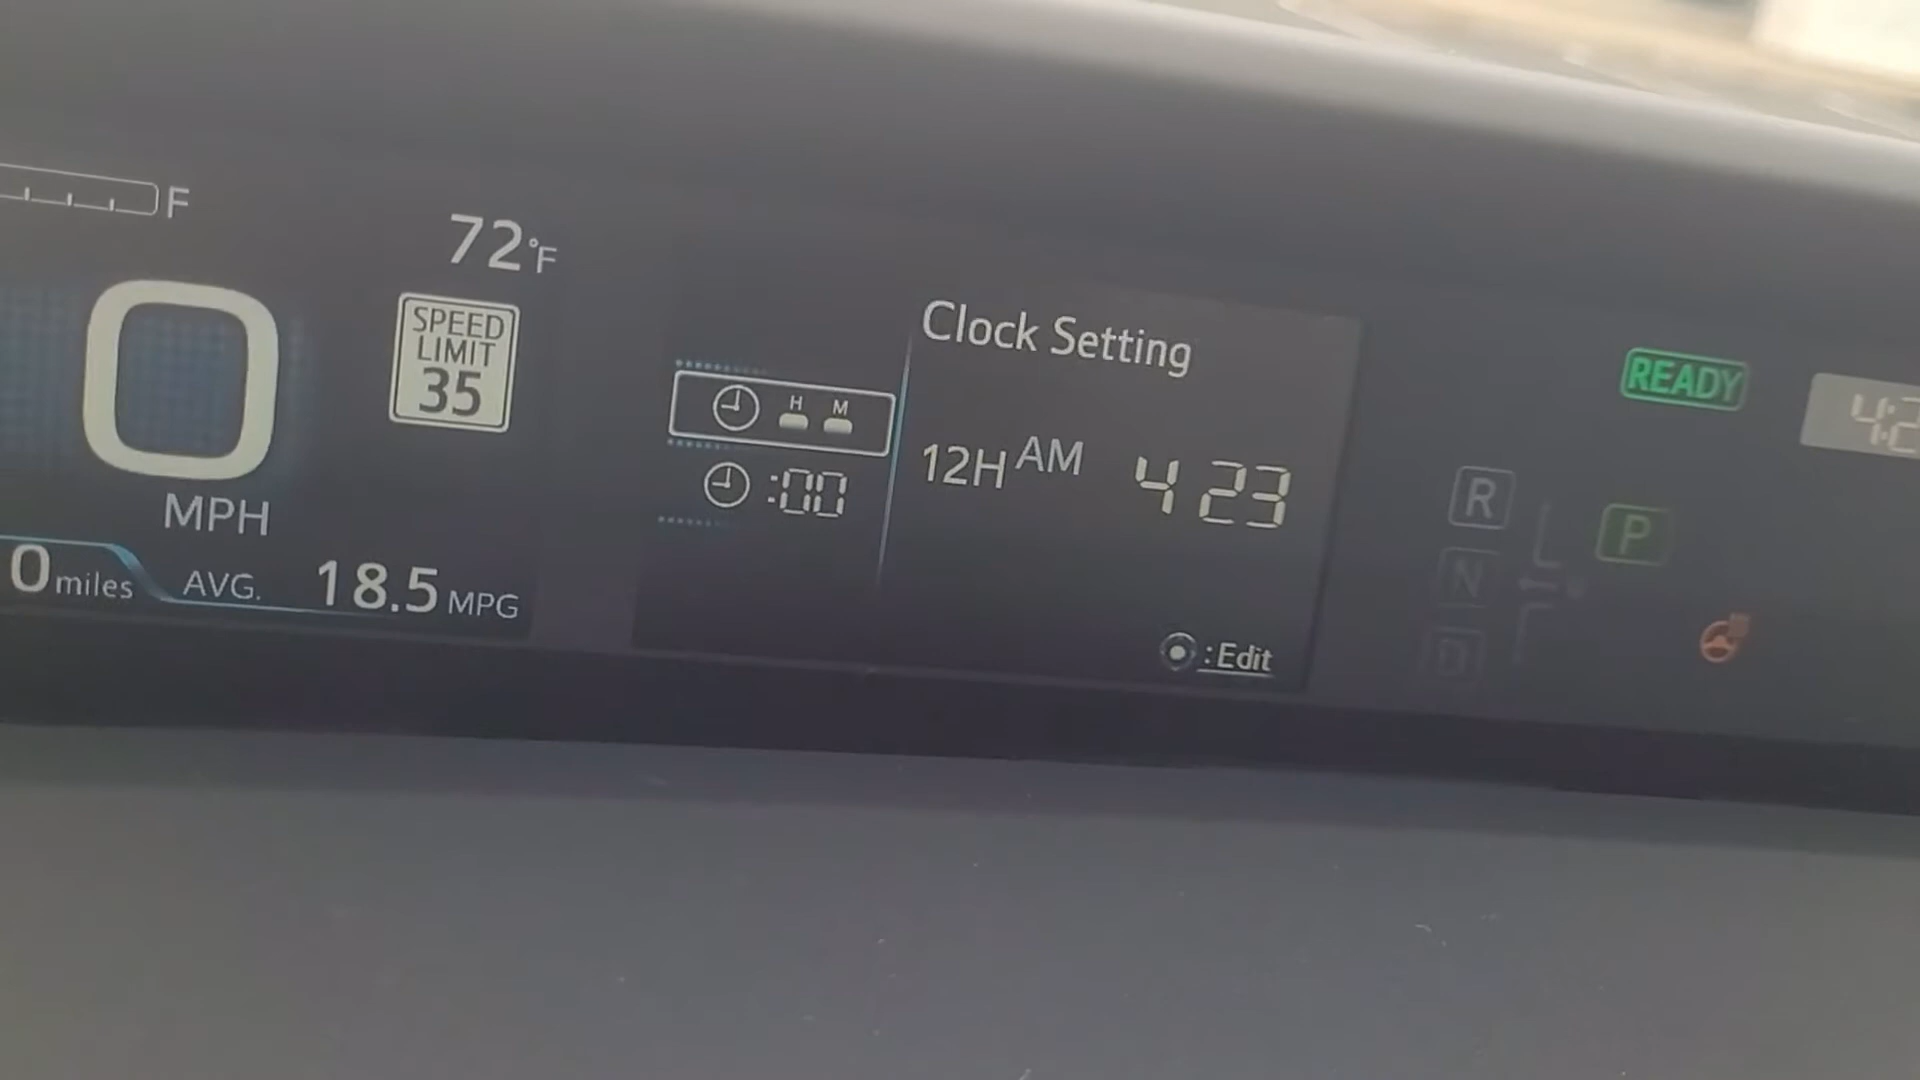 F
72°F
0
SPEED
LIMIT
35
MPH
0 miles AVG. 18.5 MPG
Clock Setting
H M
:00
12H AM 4 23
:Edit
READY
R
N
P